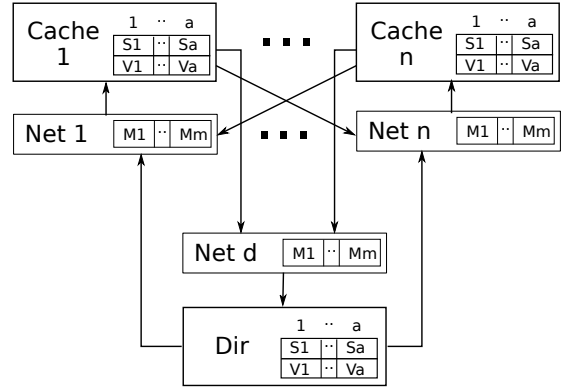 1 ·· a
Cache 1
S1 ·· Sa
V1 ·· Va
1 ·· a
Cache n
S1 ·· Sa
V1 ·· Va
Net 1
M1 ·· Mm
Net n
M1 ·· Mm
Net d
M1 ·· Mm
1 ·· a
Dir
S1 ·· Sa
V1 ·· Va